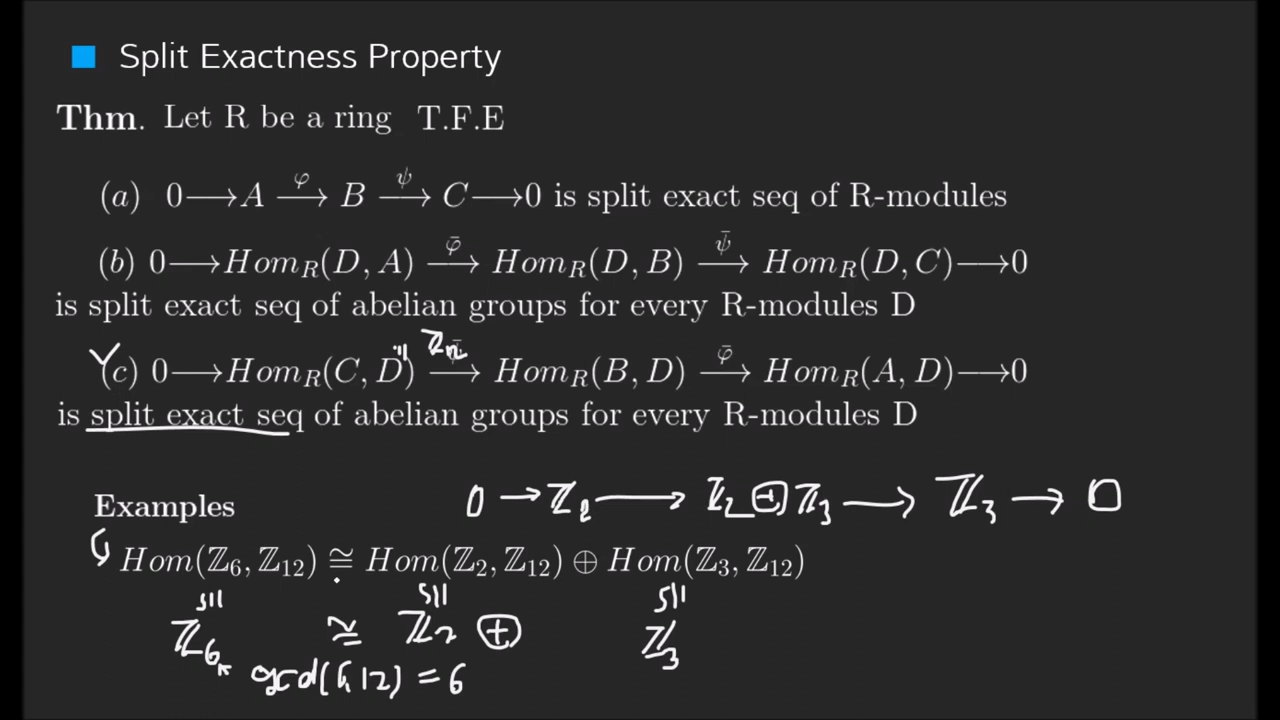 Split Exactness Property
Thm. Let R be a ring T.F.E
(a) 0⟶A ⟶ B ⟶ C⟶0 is split exact seq of R-modules
φ ψ
(b) 0⟶Hom_R(D, A) ⟶ Hom_R(D, B) ⟶ Hom_R(D, C)⟶0
φ̄ ψ̄
is split exact seq of abelian groups for every R-modules D
(c) 0⟶Hom_R(C, D) ⟶ Hom_R(B, D) ⟶ Hom_R(A, D)⟶0
φ̄
is split exact seq of abelian groups for every R-modules D
0 → ℤ₂ ⟶ ℤ₂ ⊕ ℤ₃ ⟶ ℤ₃ → 0
Examples
Hom(ℤ₆, ℤ₁₂) ≅ Hom(ℤ₂, ℤ₁₂) ⊕ Hom(ℤ₃, ℤ₁₂)
ℤ₆ ≅ ℤ₂ ⊕ ℤ₃
gcd(6, 12) = 6